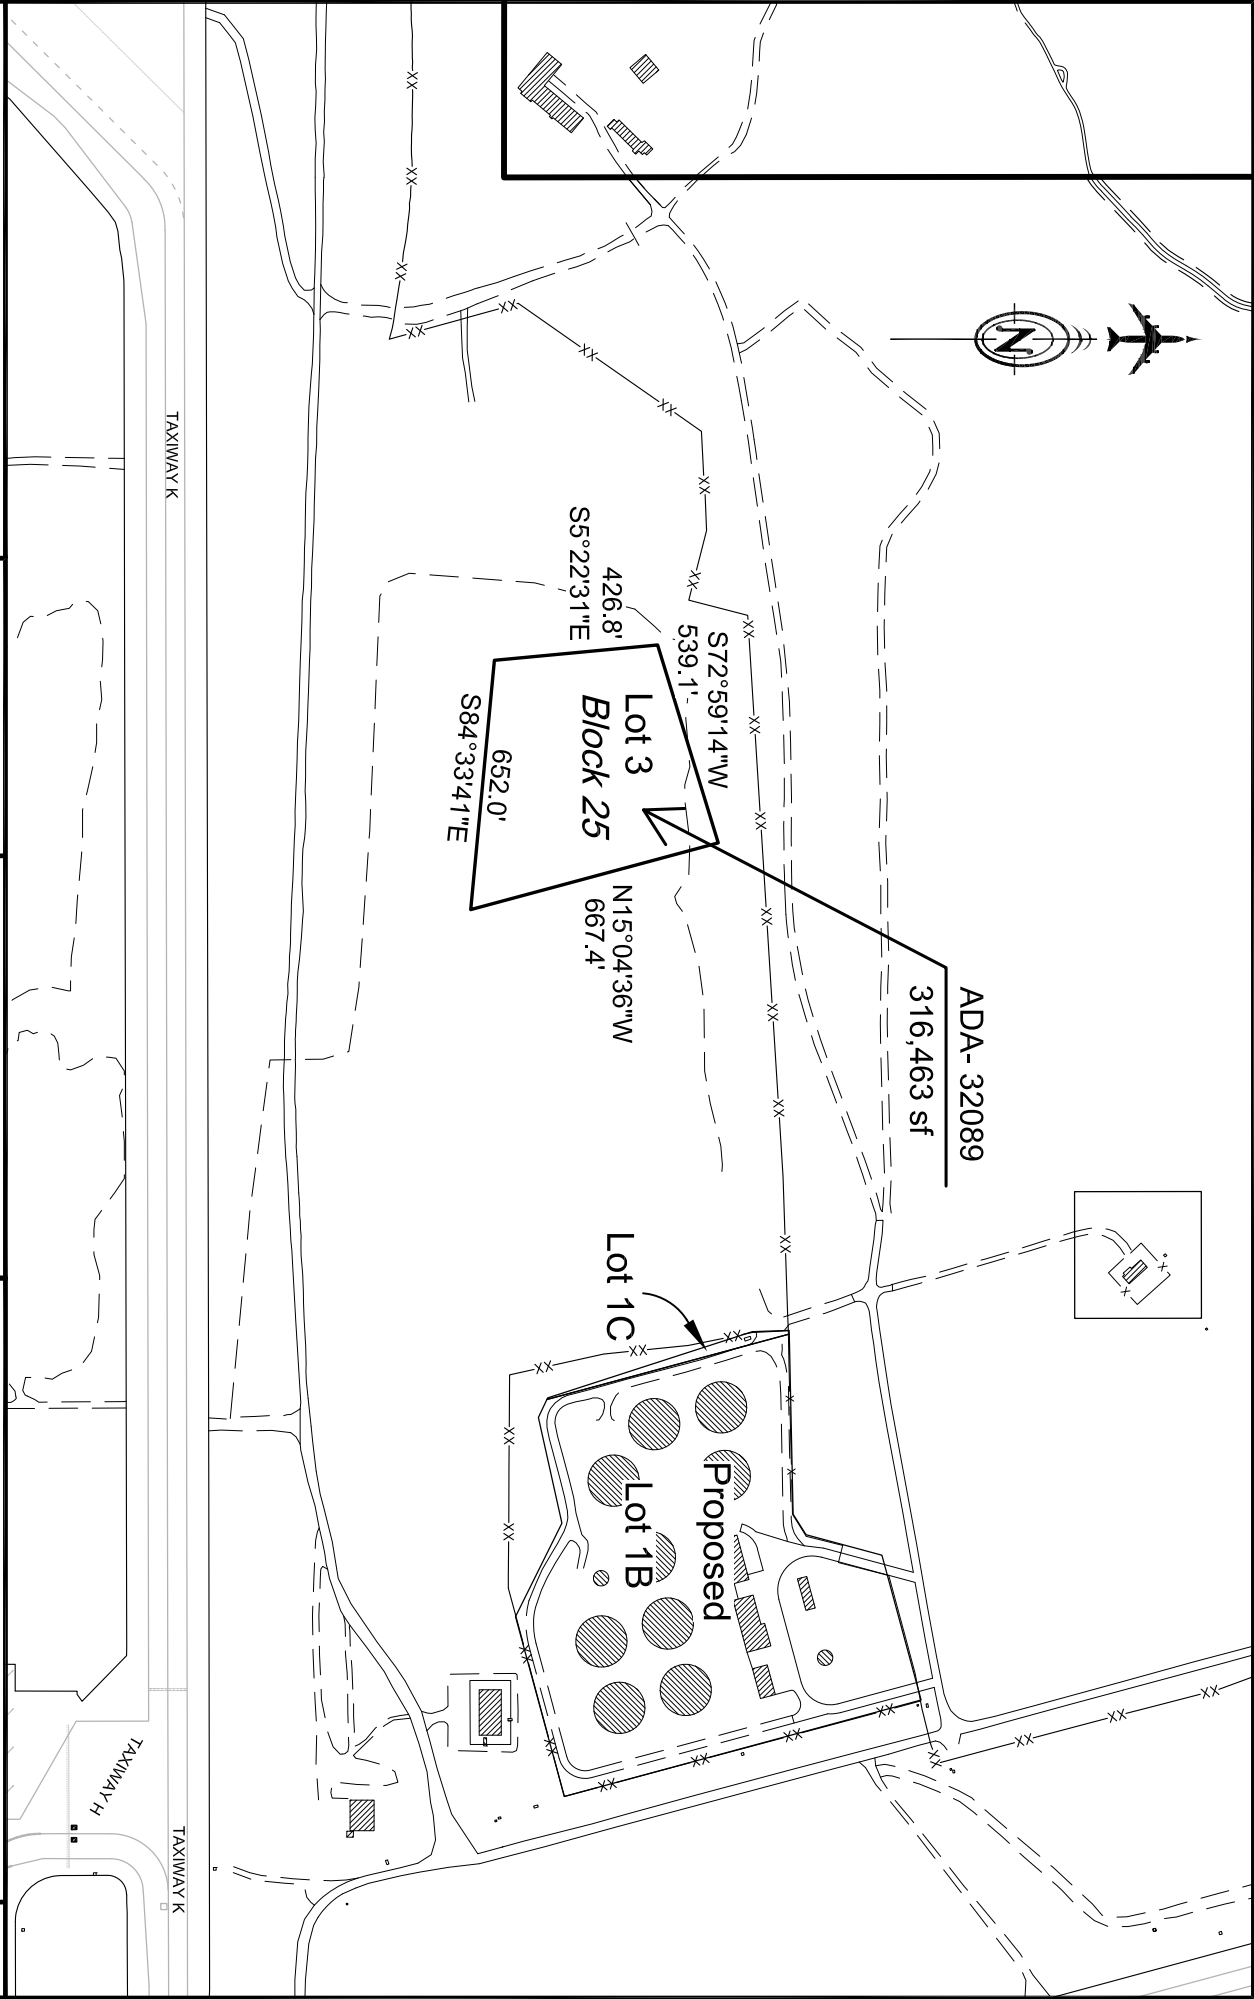 ADA- 32089
316,463 sf
S72°59'14"W
539.1'
426.8'
S5°22'31"E
Lot 3
Block 25
N15°04'36"W
667.4'
652.0'
S84°33'41"E
Lot 1C
Proposed
Lot 1B
TAXIWAY K
TAXIWAY K
TAXIWAY H
N